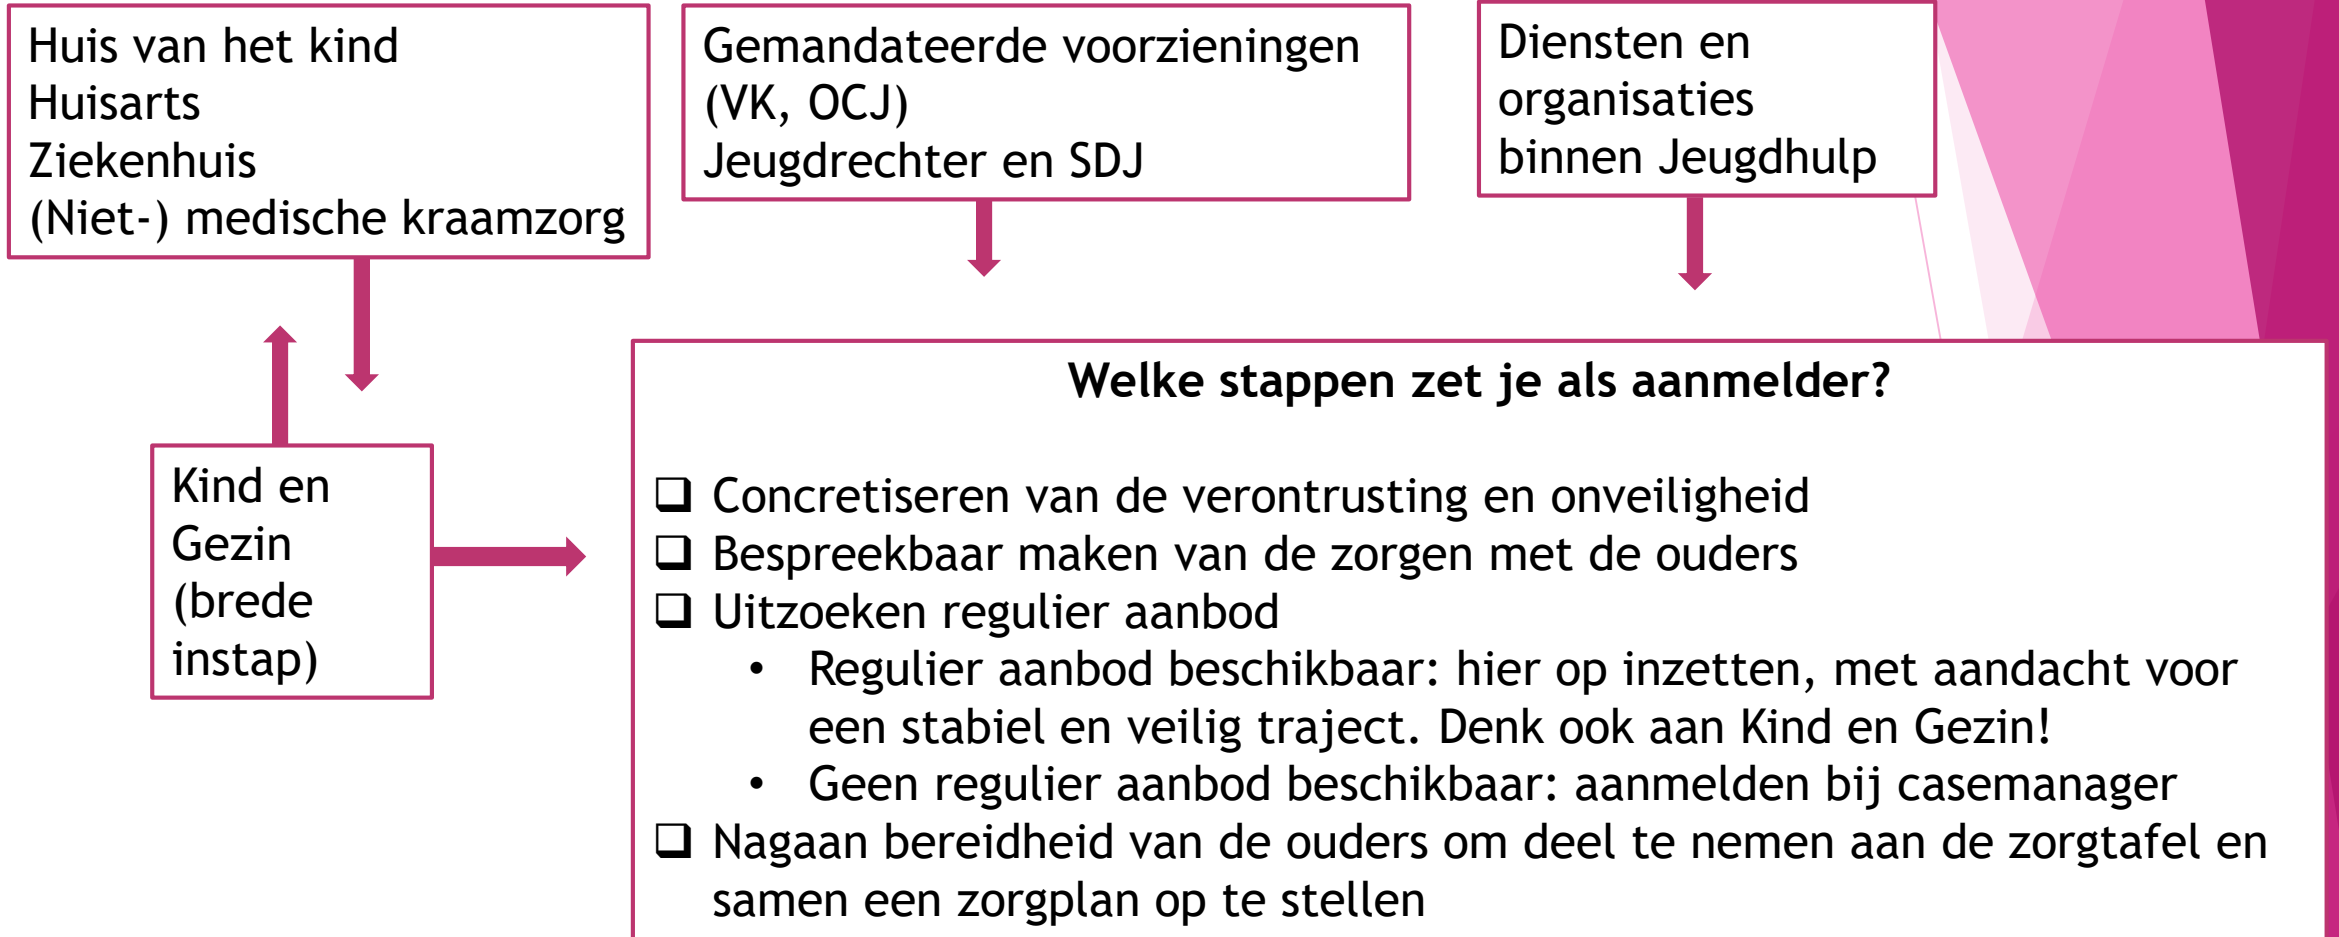 Huis van het kind
Huisarts
Ziekenhuis
(Niet-) medische kraamzorg
Gemandateerde voorzieningen
(VK, OCJ)
Jeugdrechter en SDJ
Diensten en
organisaties
binnen Jeugdhulp
Kind en
Gezin
(brede
instap)
Welke stappen zet je als aanmelder?
❑ Concretiseren van de verontrusting en onveiligheid
❑ Bespreekbaar maken van de zorgen met de ouders
❑ Uitzoeken regulier aanbod
• Regulier aanbod beschikbaar: hier op inzetten, met aandacht voor
een stabiel en veilig traject. Denk ook aan Kind en Gezin!
• Geen regulier aanbod beschikbaar: aanmelden bij casemanager
❑ Nagaan bereidheid van de ouders om deel te nemen aan de zorgtafel en
samen een zorgplan op te stellen